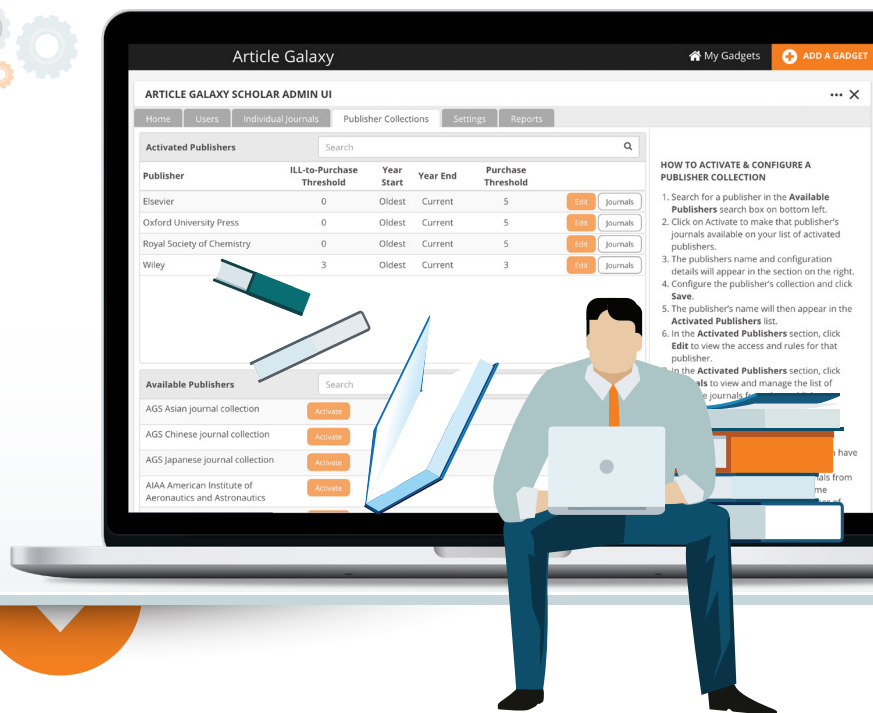 Article Galaxy
My Gadgets
ADD A GADGET
ARTICLE GALAXY SCHOLAR ADMIN UI
Home Users Individual Journals Publisher Collections Settings Reports
Activated Publishers Search
Publisher ILL-to-Purchase Threshold Year Start Year End Purchase Threshold
Elsevier 0 Oldest Current 5 Edit Journals
Oxford University Press 0 Oldest Current 5 Edit Journals
Royal Society of Chemistry 0 Oldest Current 5 Edit Journals
Wiley 3 Oldest Current 3 Edit Journals
Available Publishers Search
AGS Asian journal collection Activate
AGS Chinese journal collection Activate
AGS Japanese journal collection Activate
AIAA American Institute of Activate
Aeronautics and Astronautics
HOW TO ACTIVATE & CONFIGURE A
PUBLISHER COLLECTION
1. Search for a publisher in the Available
Publishers search box on bottom left.
2. Click on Activate to make that publisher's
journals available on your list of activated
publishers.
3. The publishers name and configuration
details will appear in the section on the right.
4. Configure the publisher's collection and click
Save.
5. The publisher's name will then appear in the
Activated Publishers list.
6. In the Activated Publishers section, click
Edit to view the access and rules for that
publisher.
In the Activated Publishers section, click
to view and manage the list of
journals
have
from